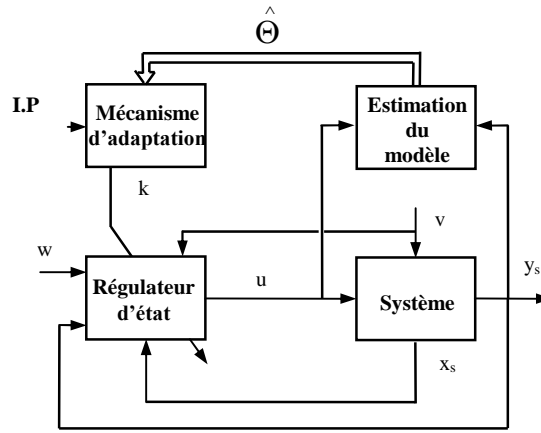 Θ̂
I.P
Mécanisme
d'adaptation
Estimation
du
modèle
k
v
w
Régulateur
d'état
u
Système
yₛ
xₛ